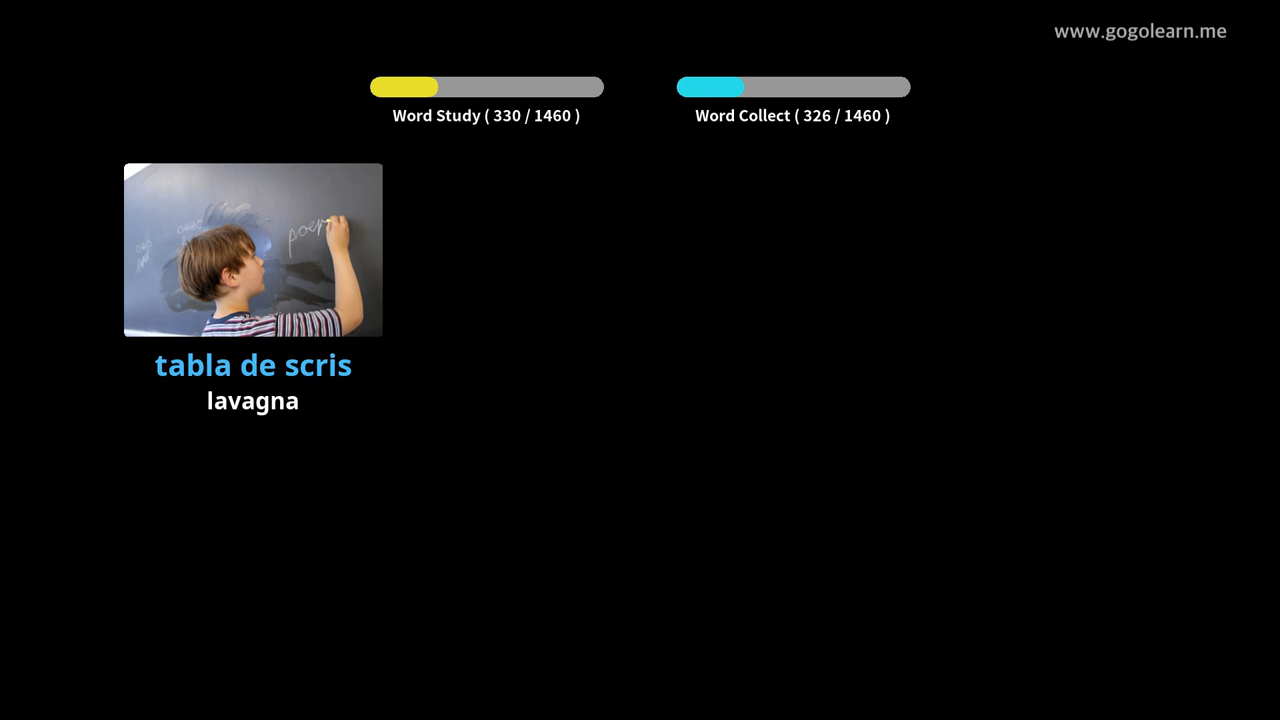 www.gogolearn.me
Word Study ( 330 / 1460 )
Word Collect ( 326 / 1460 )
tabla de scris
lavagna